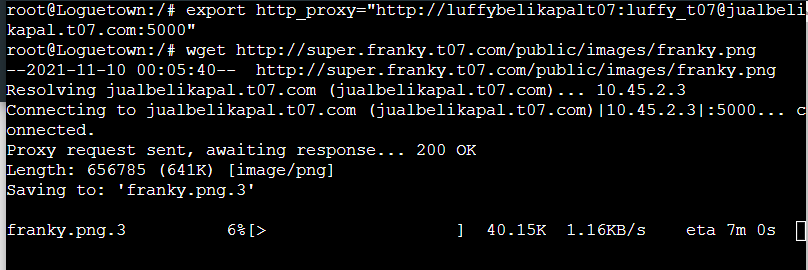 root@Loguetown:/# export http_proxy="http://luffybelikapalt07:luffy_t07@jualbeli
kapal.t07.com:5000"
root@Loguetown:/# wget http://super.franky.t07.com/public/images/franky.png
--2021-11-10 00:05:40--  http://super.franky.t07.com/public/images/franky.png
Resolving jualbelikapal.t07.com (jualbelikapal.t07.com)... 10.45.2.3
Connecting to jualbelikapal.t07.com (jualbelikapal.t07.com)|10.45.2.3|:5000... c
onnected.
Proxy request sent, awaiting response... 200 OK
Length: 656785 (641K) [image/png]
Saving to: 'franky.png.3'
franky.png.3          6%[>                   ]  40.15K  1.16KB/s    eta 7m 0s